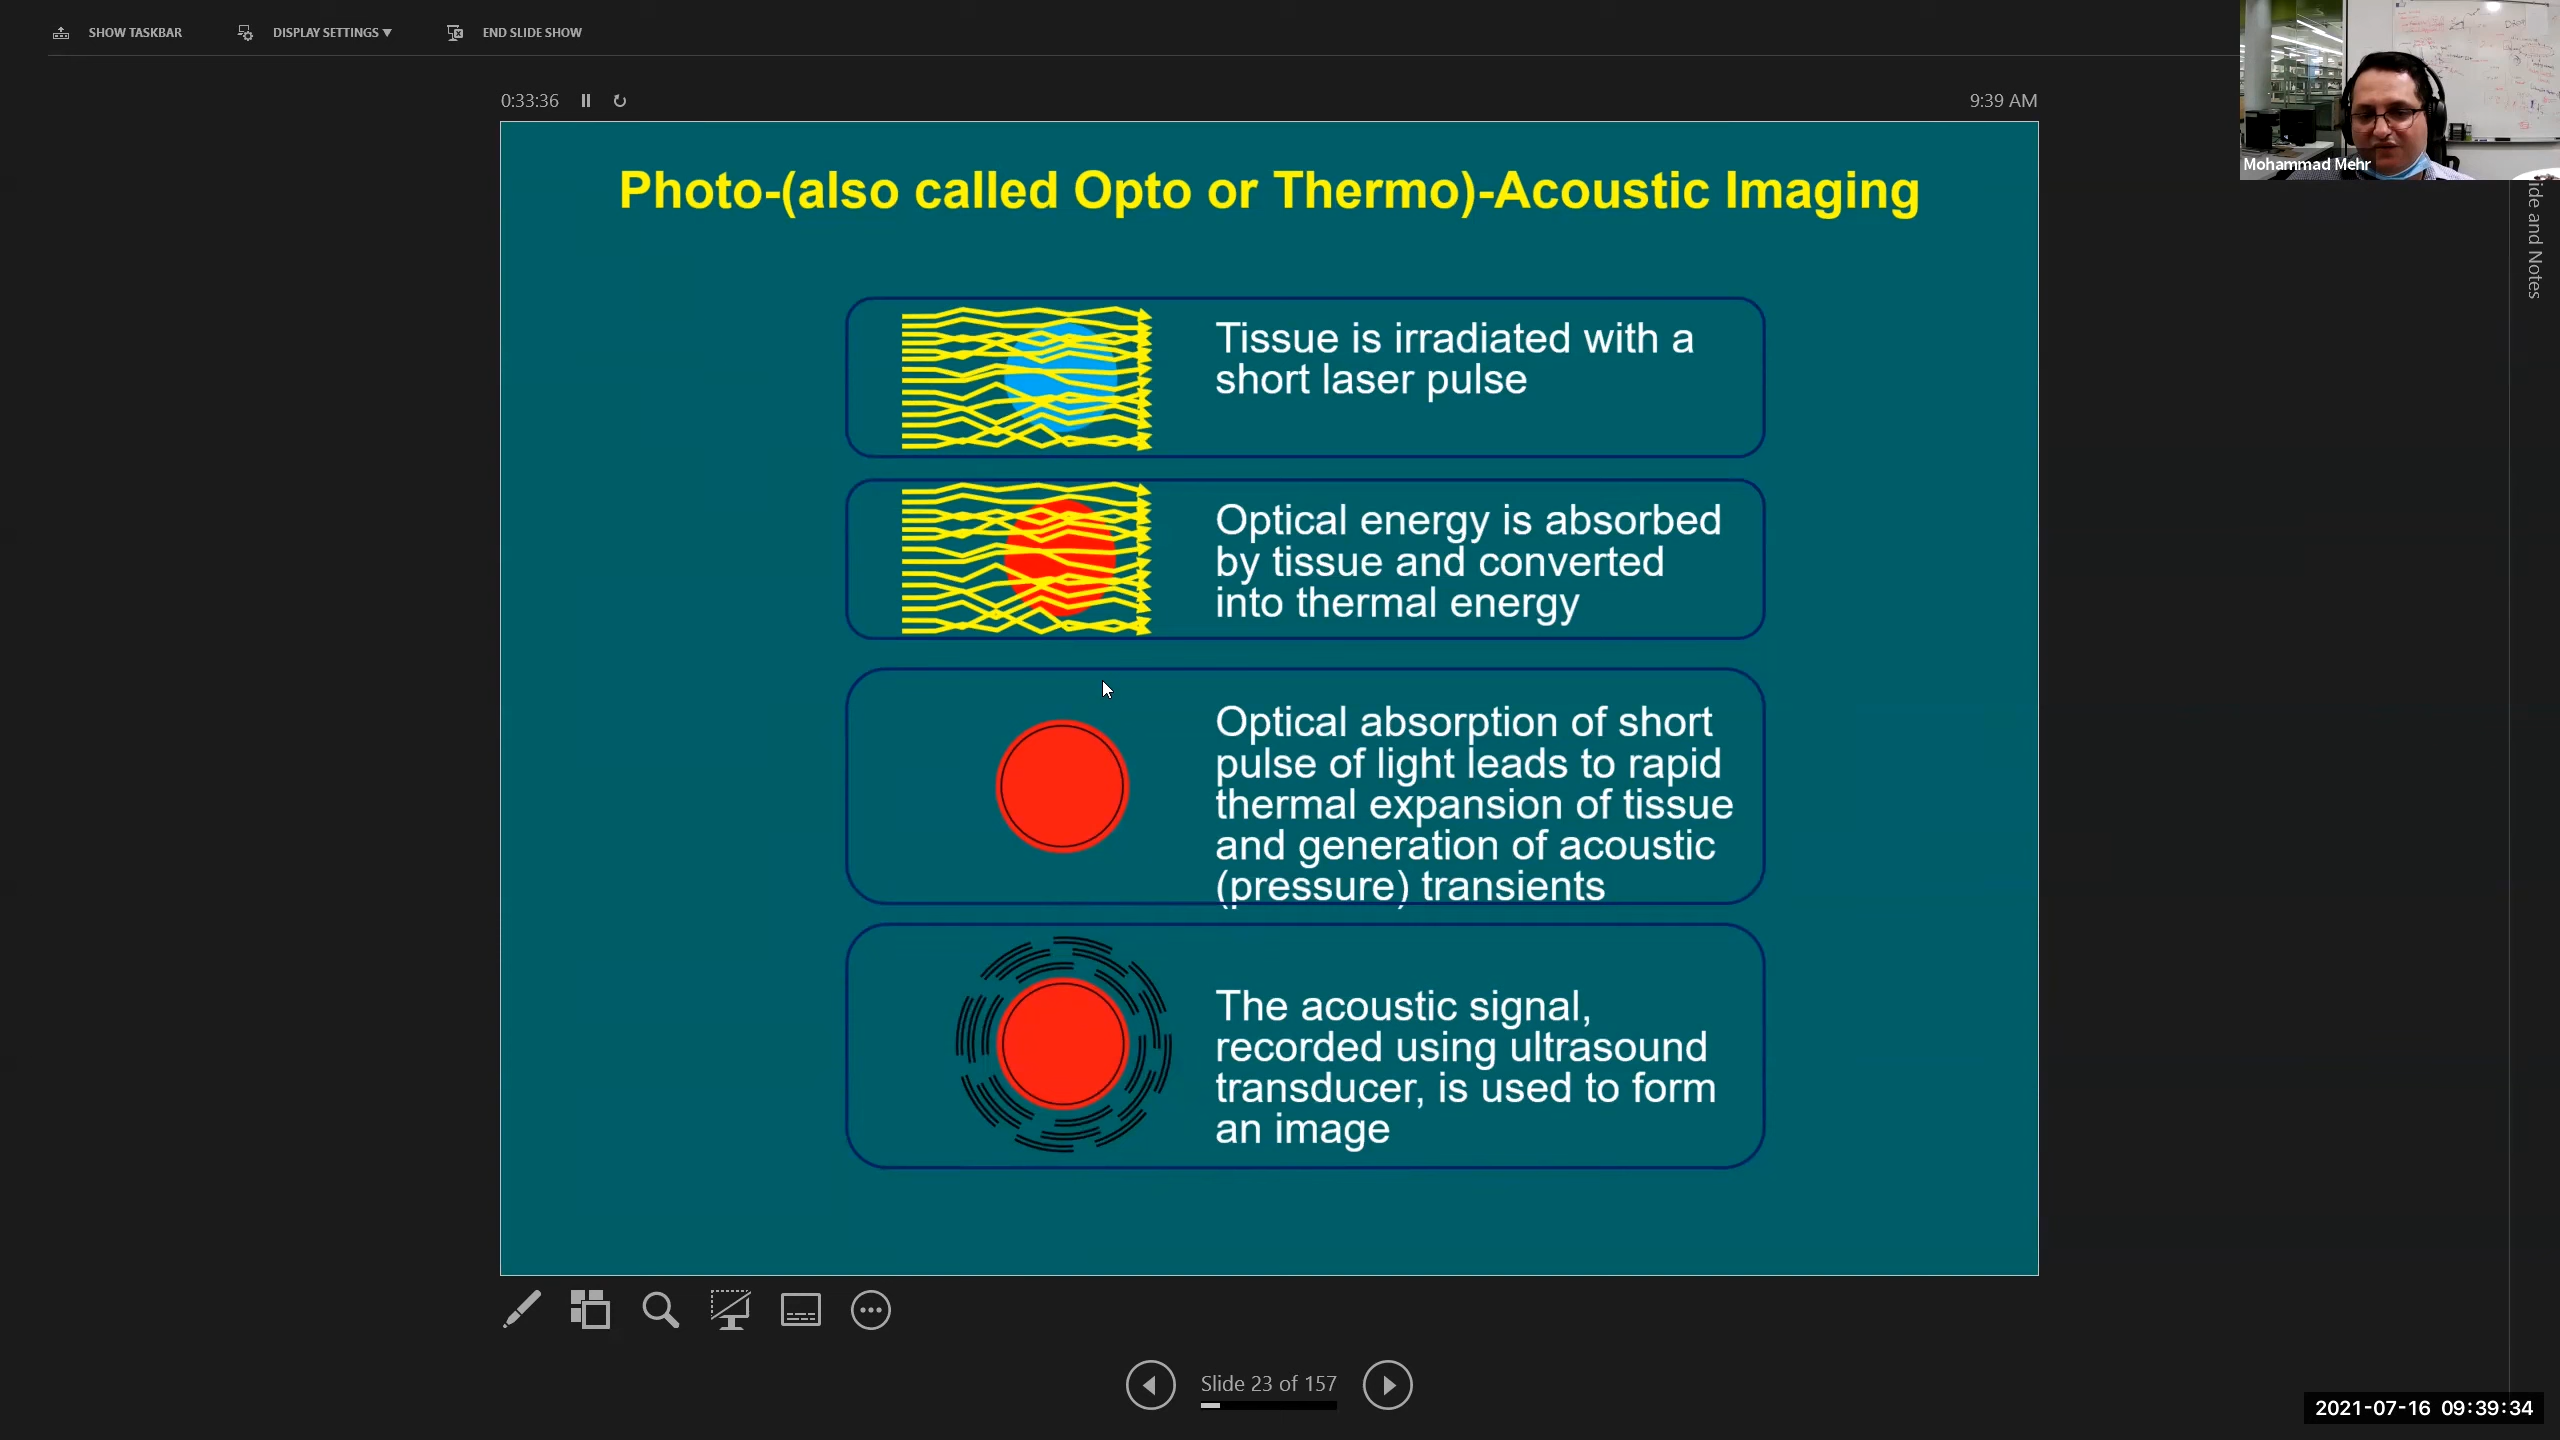 SHOW TASKBAR
DISPLAY SETTINGS ▼
END SLIDE SHOW
0:33:36
9:39 AM
Mohammad Mehr
ide and Notes
Photo-(also called Opto or Thermo)-Acoustic Imaging
Tissue is irradiated with a
short laser pulse
Optical energy is absorbed
by tissue and converted
into thermal energy
Optical absorption of short
pulse of light leads to rapid
thermal expansion of tissue
and generation of acoustic
(pressure) transients
The acoustic signal,
recorded using ultrasound
transducer, is used to form
an image
Slide 23 of 157
2021-07-16 09:39:34